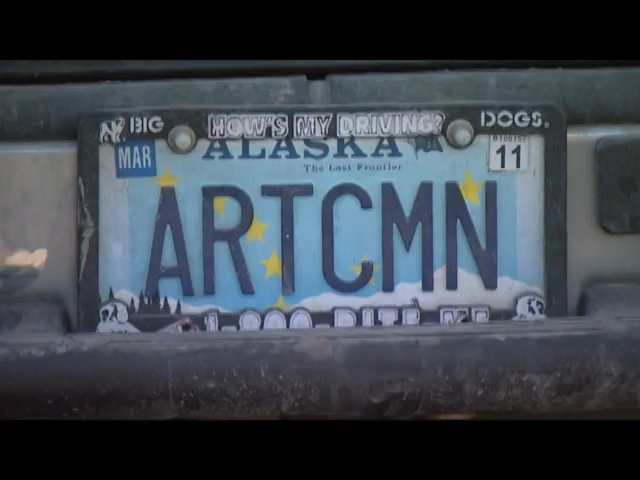 BIG HOW'S MY DRIVING? DOGS.
MAR ALASKA 11
The Last Frontier
ARTCMN